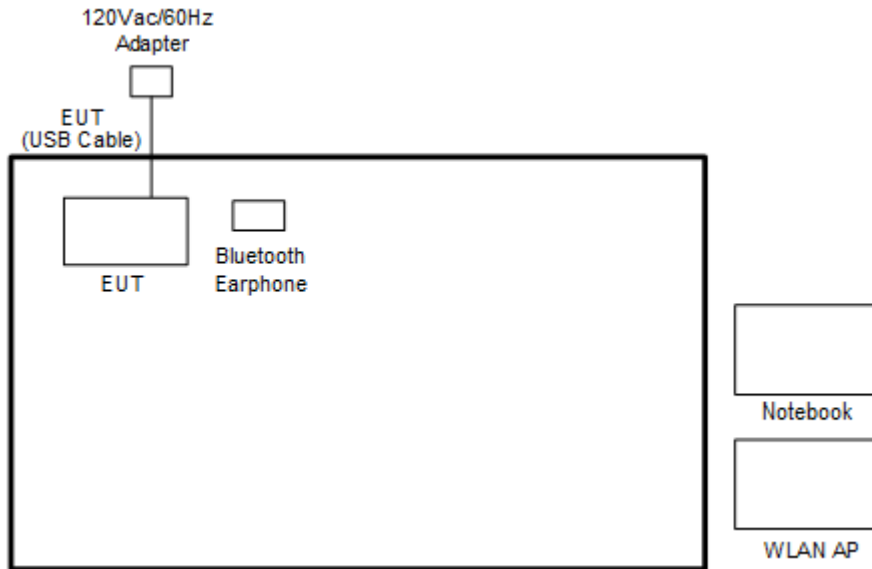 120Vac/60Hz
Adapter
EUT
(USB Cable)
EUT
Bluetooth
Earphone
Notebook
WLAN AP